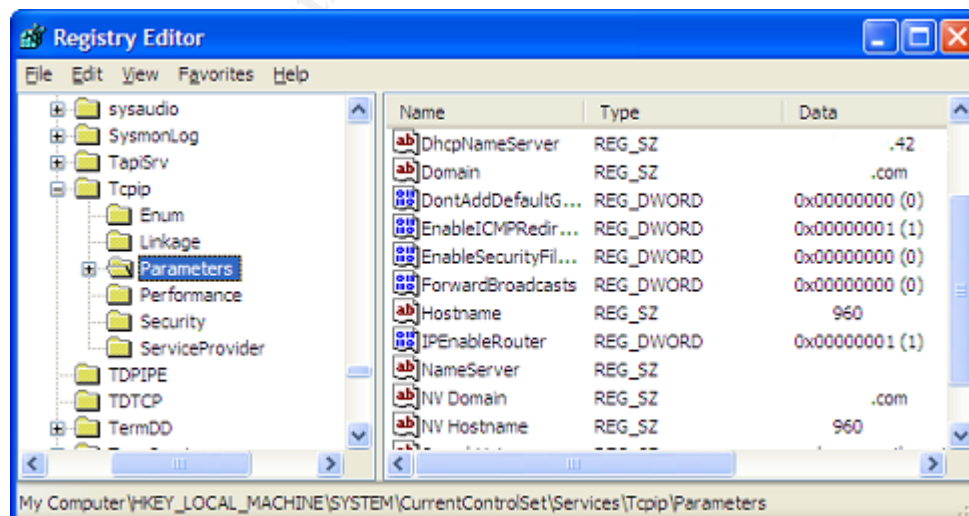 Registry Editor
File Edit View Favorites Help
sysaudio
SysmonLog
TapiSrv
Tcpip
Enum
Linkage
Parameters
Performance
Security
ServiceProvider
TDPIPE
TDTCP
TermDD
Name Type Data
DhcpNameServer REG_SZ .42
Domain REG_SZ .com
DontAddDefaultG... REG_DWORD 0x00000000 (0)
EnableICMPRedir... REG_DWORD 0x00000001 (1)
EnableSecurityFil... REG_DWORD 0x00000000 (0)
ForwardBroadcasts REG_DWORD 0x00000000 (0)
Hostname REG_SZ 960
IPEnableRouter REG_DWORD 0x00000001 (1)
NameServer REG_SZ
NV Domain REG_SZ .com
NV Hostname REG_SZ 960
My Computer\HKEY_LOCAL_MACHINE\SYSTEM\CurrentControlSet\Services\Tcpip\Parameters